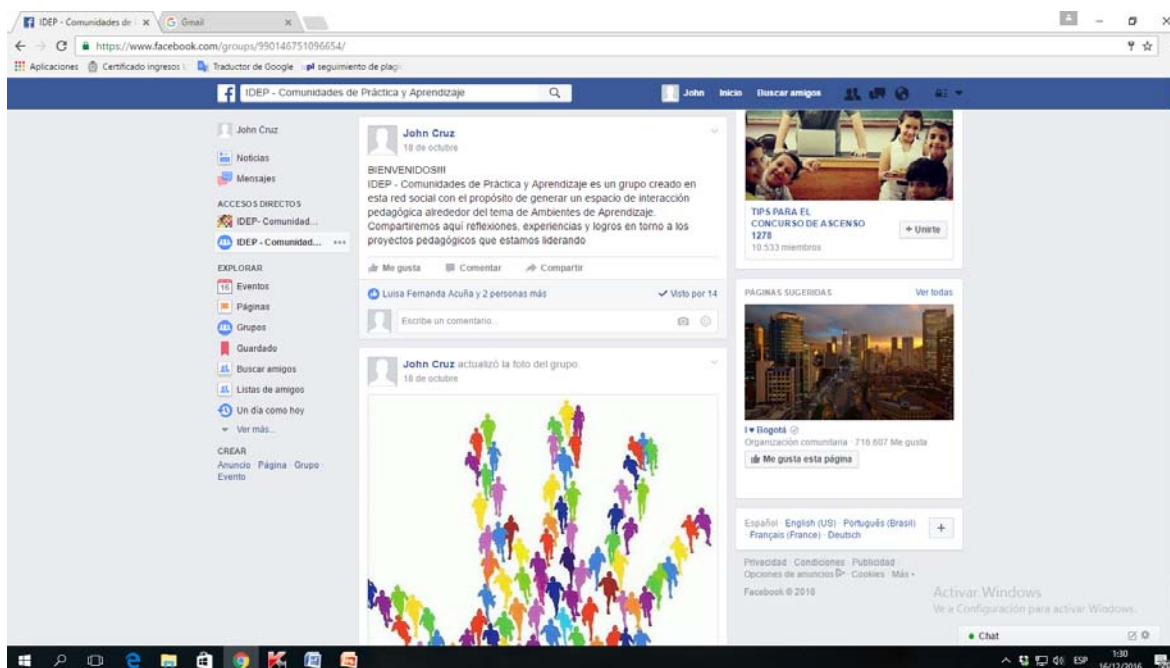 IDEP - Comunidades de
Gmail
https://www.facebook.com/groups/990146751096654/
Aplicaciones
Certificado ingresos
Traductor de Google
pl seguimiento de plag
IDEP - Comunidades de Práctica y Aprendizaje
John
Inicio
Buscar amigos
John Cruz
Noticias
Mensajes
ACCESOS DIRECTOS
IDEP- Comunidad...
IDEP - Comunidad...
EXPLORAR
16 Eventos
Páginas
Grupos
Guardado
Buscar amigos
Listas de amigos
Un día como hoy
Ver más...
CREAR
Anuncio Página Grupo
Evento
John Cruz
18 de octubre
BIENVENIDOS!!!
IDEP - Comunidades de Práctica y Aprendizaje es un grupo creado en
esta red social con el propósito de generar un espacio de interacción
pedagógica alrededor del tema de Ambientes de Aprendizaje.
Compartiremos aquí reflexiones, experiencias y logros en torno a los
proyectos pedagógicos que estamos liderando
Me gusta Comentar Compartir
Luisa Fernanda Acuña y 2 personas más
Visto por 14
Escribe un comentario...
John Cruz actualizó la foto del grupo.
18 de octubre
TIPS PARA EL
CONCURSO DE ASCENSO
1278
10.533 miembros
+ Unirte
PÁGINAS SUGERIDAS
Ver todas
I ♥ Bogotá
Organización comunitaria · 716 607 Me gusta
Me gusta esta página
Español · English (US) · Português (Brasil)
· Français (France) · Deutsch
Privacidad · Condiciones · Publicidad ·
Opciones de anuncios · Cookies · Más
Facebook © 2016
Activar Windows
Ve a Configuración para activar Windows.
Chat
ESP
1:30
16/12/2016